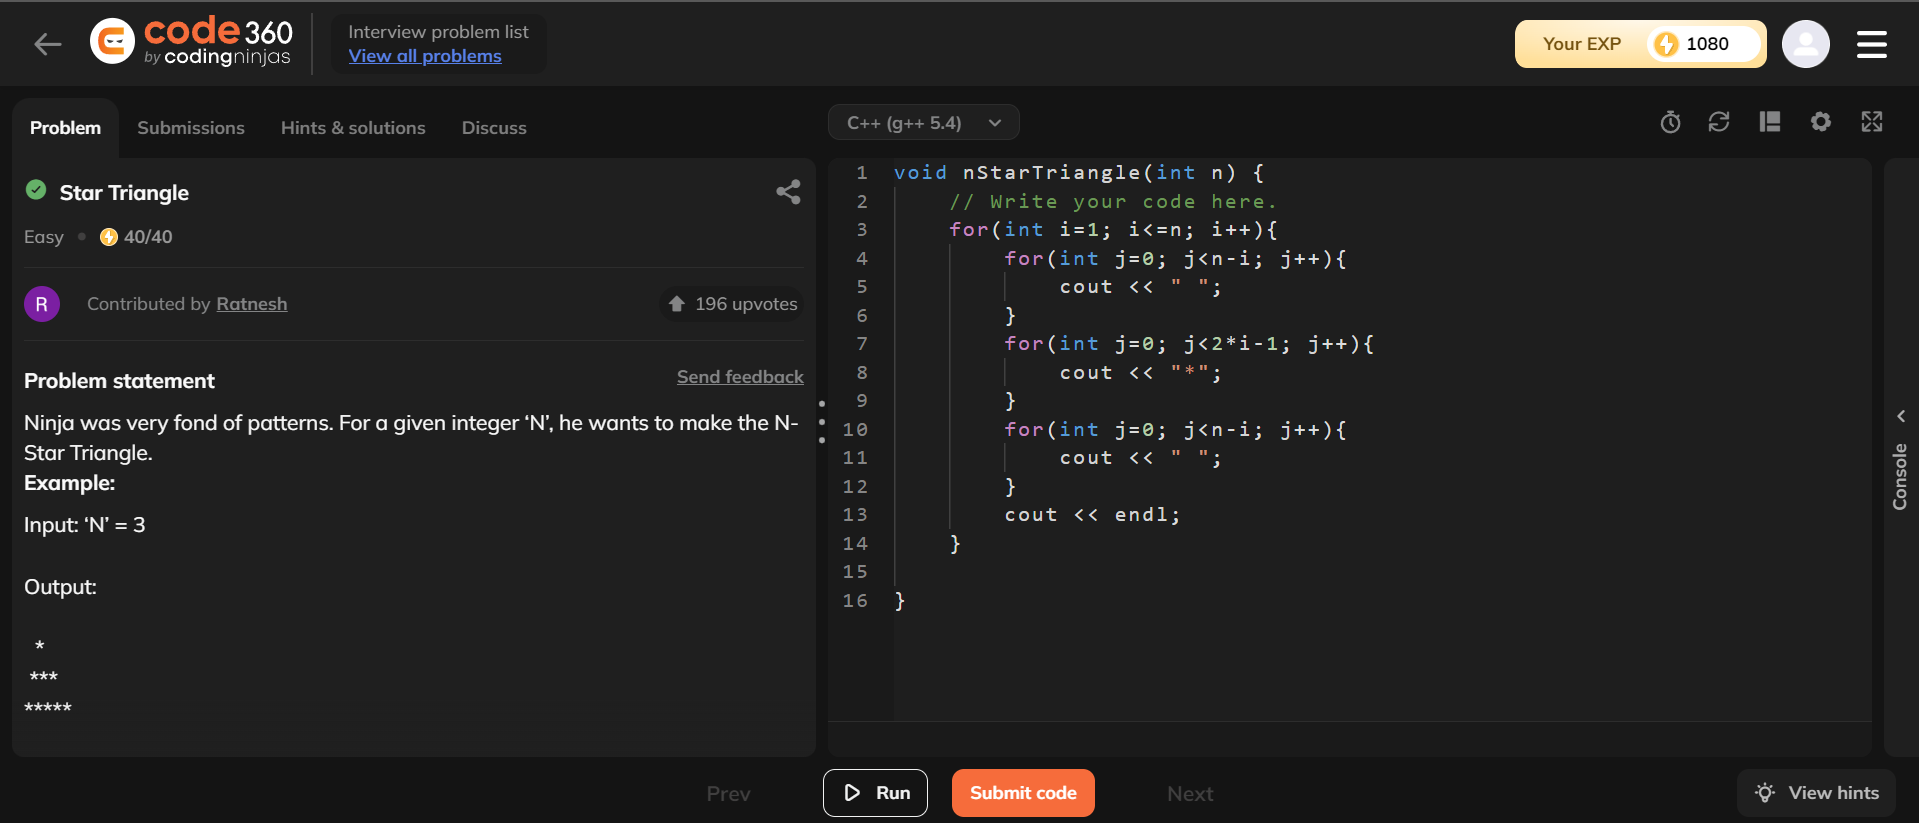 code 360
by codingninjas
Interview problem list
View all problems
Your EXP 1080
Problem Submissions Hints & solutions Discuss
Star Triangle
Easy • 40/40
R Contributed by Ratnesh 196 upvotes
Problem statement Send feedback
Ninja was very fond of patterns. For a given integer ‘N’, he wants to make the N-
Star Triangle.
Example:
Input: ‘N’ = 3
Output:
  *
 ***
*****
C++ (g++ 5.4)
1 void nStarTriangle(int n) {
2     // Write your code here.
3     for(int i=1; i<=n; i++){
4         for(int j=0; j<n-i; j++){
5             cout << " ";
6         }
7         for(int j=0; j<2*i-1; j++){
8             cout << "*";
9         }
10         for(int j=0; j<n-i; j++){
11             cout << " ";
12         }
13         cout << endl;
14     }
15
16 }
Console
Prev Run Submit code Next View hints